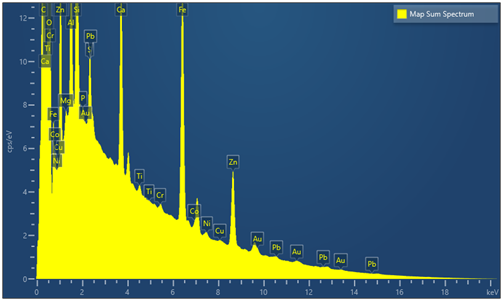 Map Sum Spectrum
12
10
8
6
4
2
0
cps/eV
C
O
Cr
Ti
Ca
Zn
Al
Si
Mg
P
Au
Pb
S
Fe
Co
Cu
Ni
Ca
Ti
Ti
Cr
Fe
Co
Ni
Cu
Zn
Au
Pb
Au
Pb
Au
Pb
0 2 4 6 8 10 12 14 16 18 keV